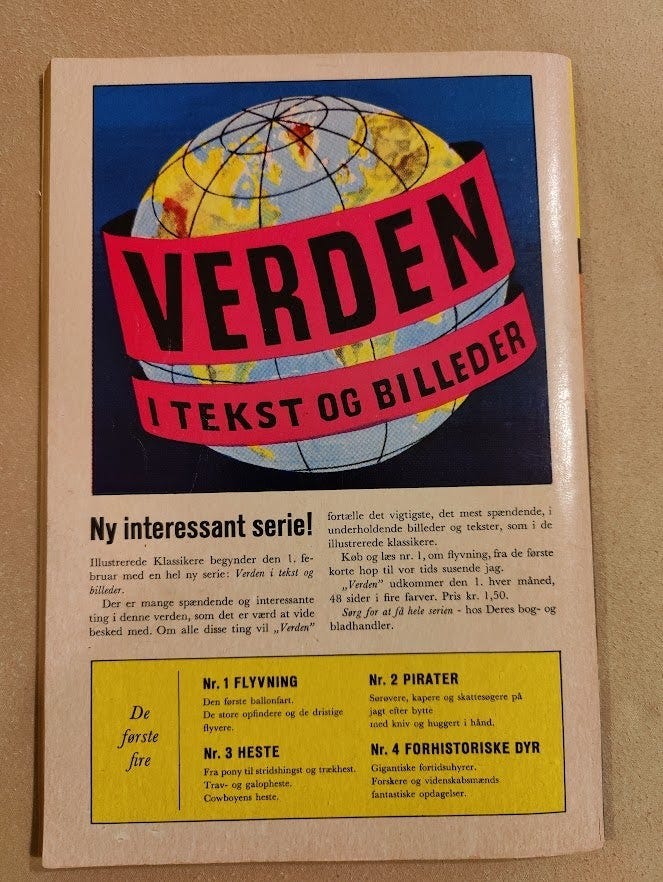 VERDEN
I TEKST OG BILLEDER
Ny interessant serie!
Illustrerede Klassikere begynder den 1. fe-
bruar med en hel ny serie: Verden i tekst og
billeder.
Der er mange spændende og interessante
ting i denne verden, som det er værd at vide
besked med. Om alle disse ting vil „Verden"
fortælle det vigtigste, det mest spændende, i
underholdende billeder og tekster, som i de
illustrerede klassikere.
Køb og læs nr. 1, om flyvning, fra de første
korte hop til vor tids susende jag.
„Verden" udkommer den 1. hver måned,
48 sider i fire farver. Pris kr. 1,50.
Sørg for at få hele serien - hos Deres bog- og
bladhandler.
De
første
fire
Nr. 1 FLYVNING
Den første ballonfart.
De store opfindere og de dristige
flyvere.
Nr. 2 PIRATER
Sørøvere, kapere og skattesøgere på
jagt efter bytte
med kniv og huggert i hånd.
Nr. 3 HESTE
Fra pony til stridshingst og trækhest.
Trav- og galopheste.
Cowboyens heste.
Nr. 4 FORHISTORISKE DYR
Gigantiske fortidsuhyrer.
Forskere og videnskabsmænds
fantastiske opdagelser.